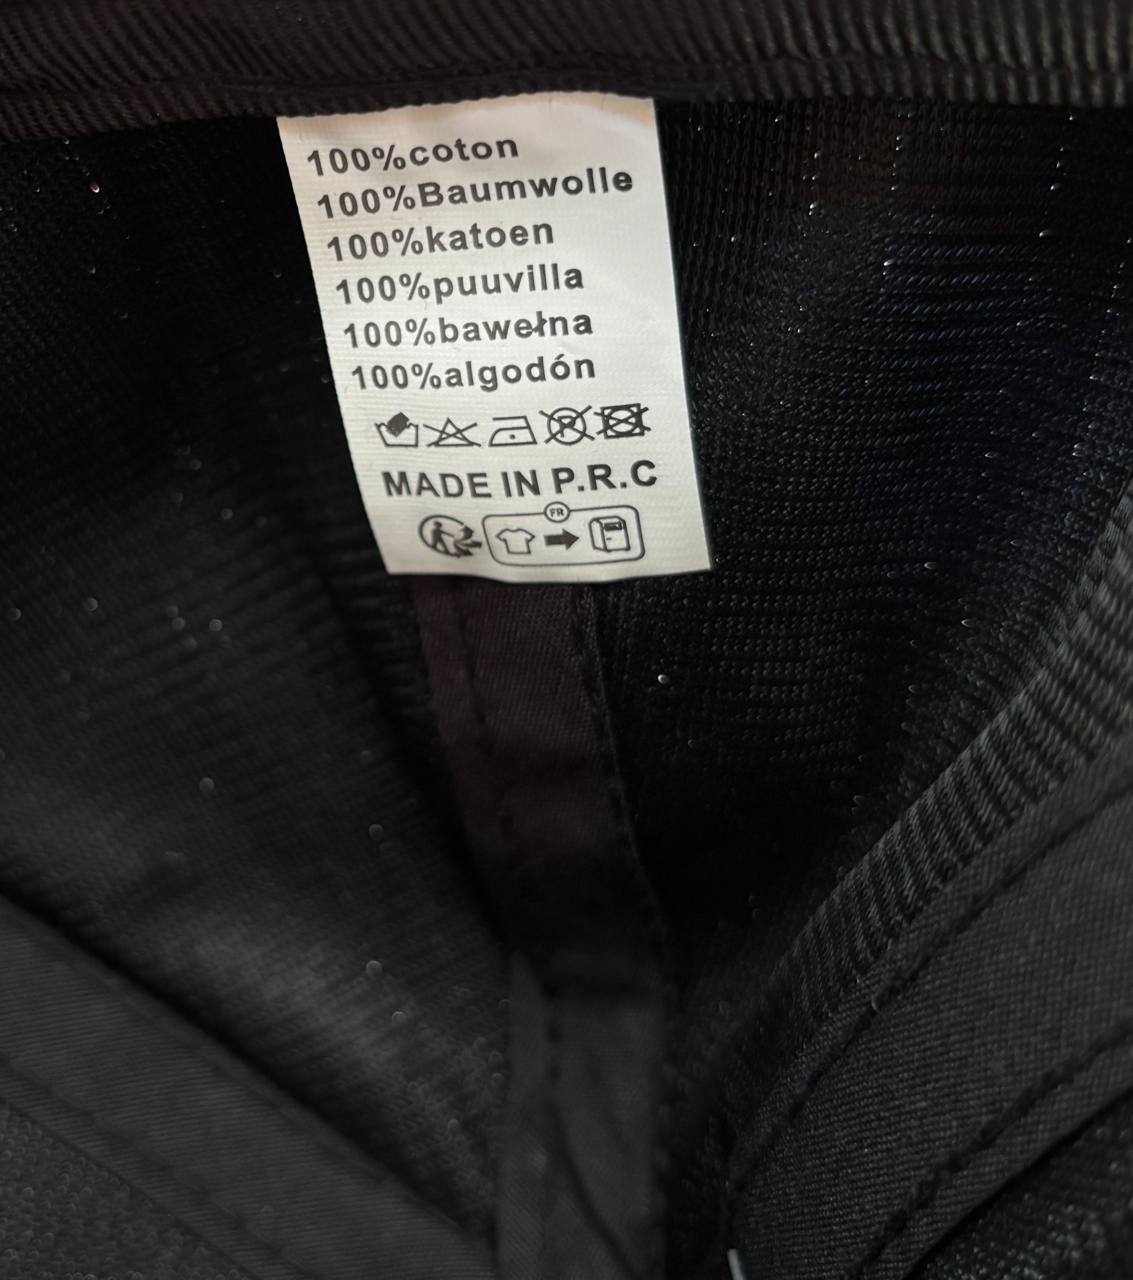 100%coton
100%Baumwolle
100%katoen
100%puuvilla
100%bawełna
100%algodón
P
MADE IN P.R.C
FR